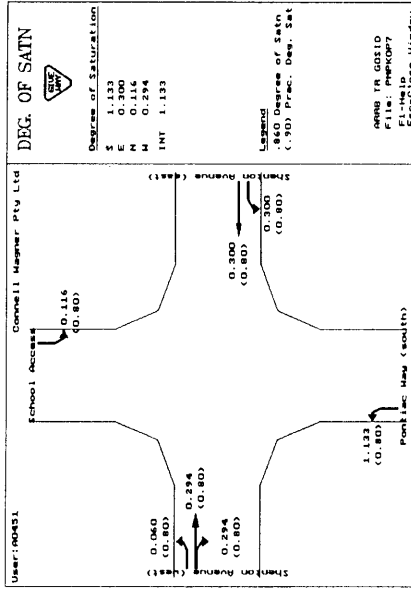 User:A0451
Connell Wagner Pty Ltd
School Access
0.116
(0.80)
Shenton Avenue (west)
0.060
(0.80)
0.294
(0.80)
0.294
(0.80)
Shenton Avenue (east)
0.300
(0.80)
0.300
(0.80)
1.133
(0.80)
Pontiac Way (south)
DEG. OF SATN
GIVE WAY
Degree of Saturation
S 1.133
E 0.300
N 0.116
W 0.294
INT 1.133
Legend
.860 Degree of Satn
(.90) Prac. Deg. Sat
ARRB TR GOSID
File: PMPKOP7
F1-Help